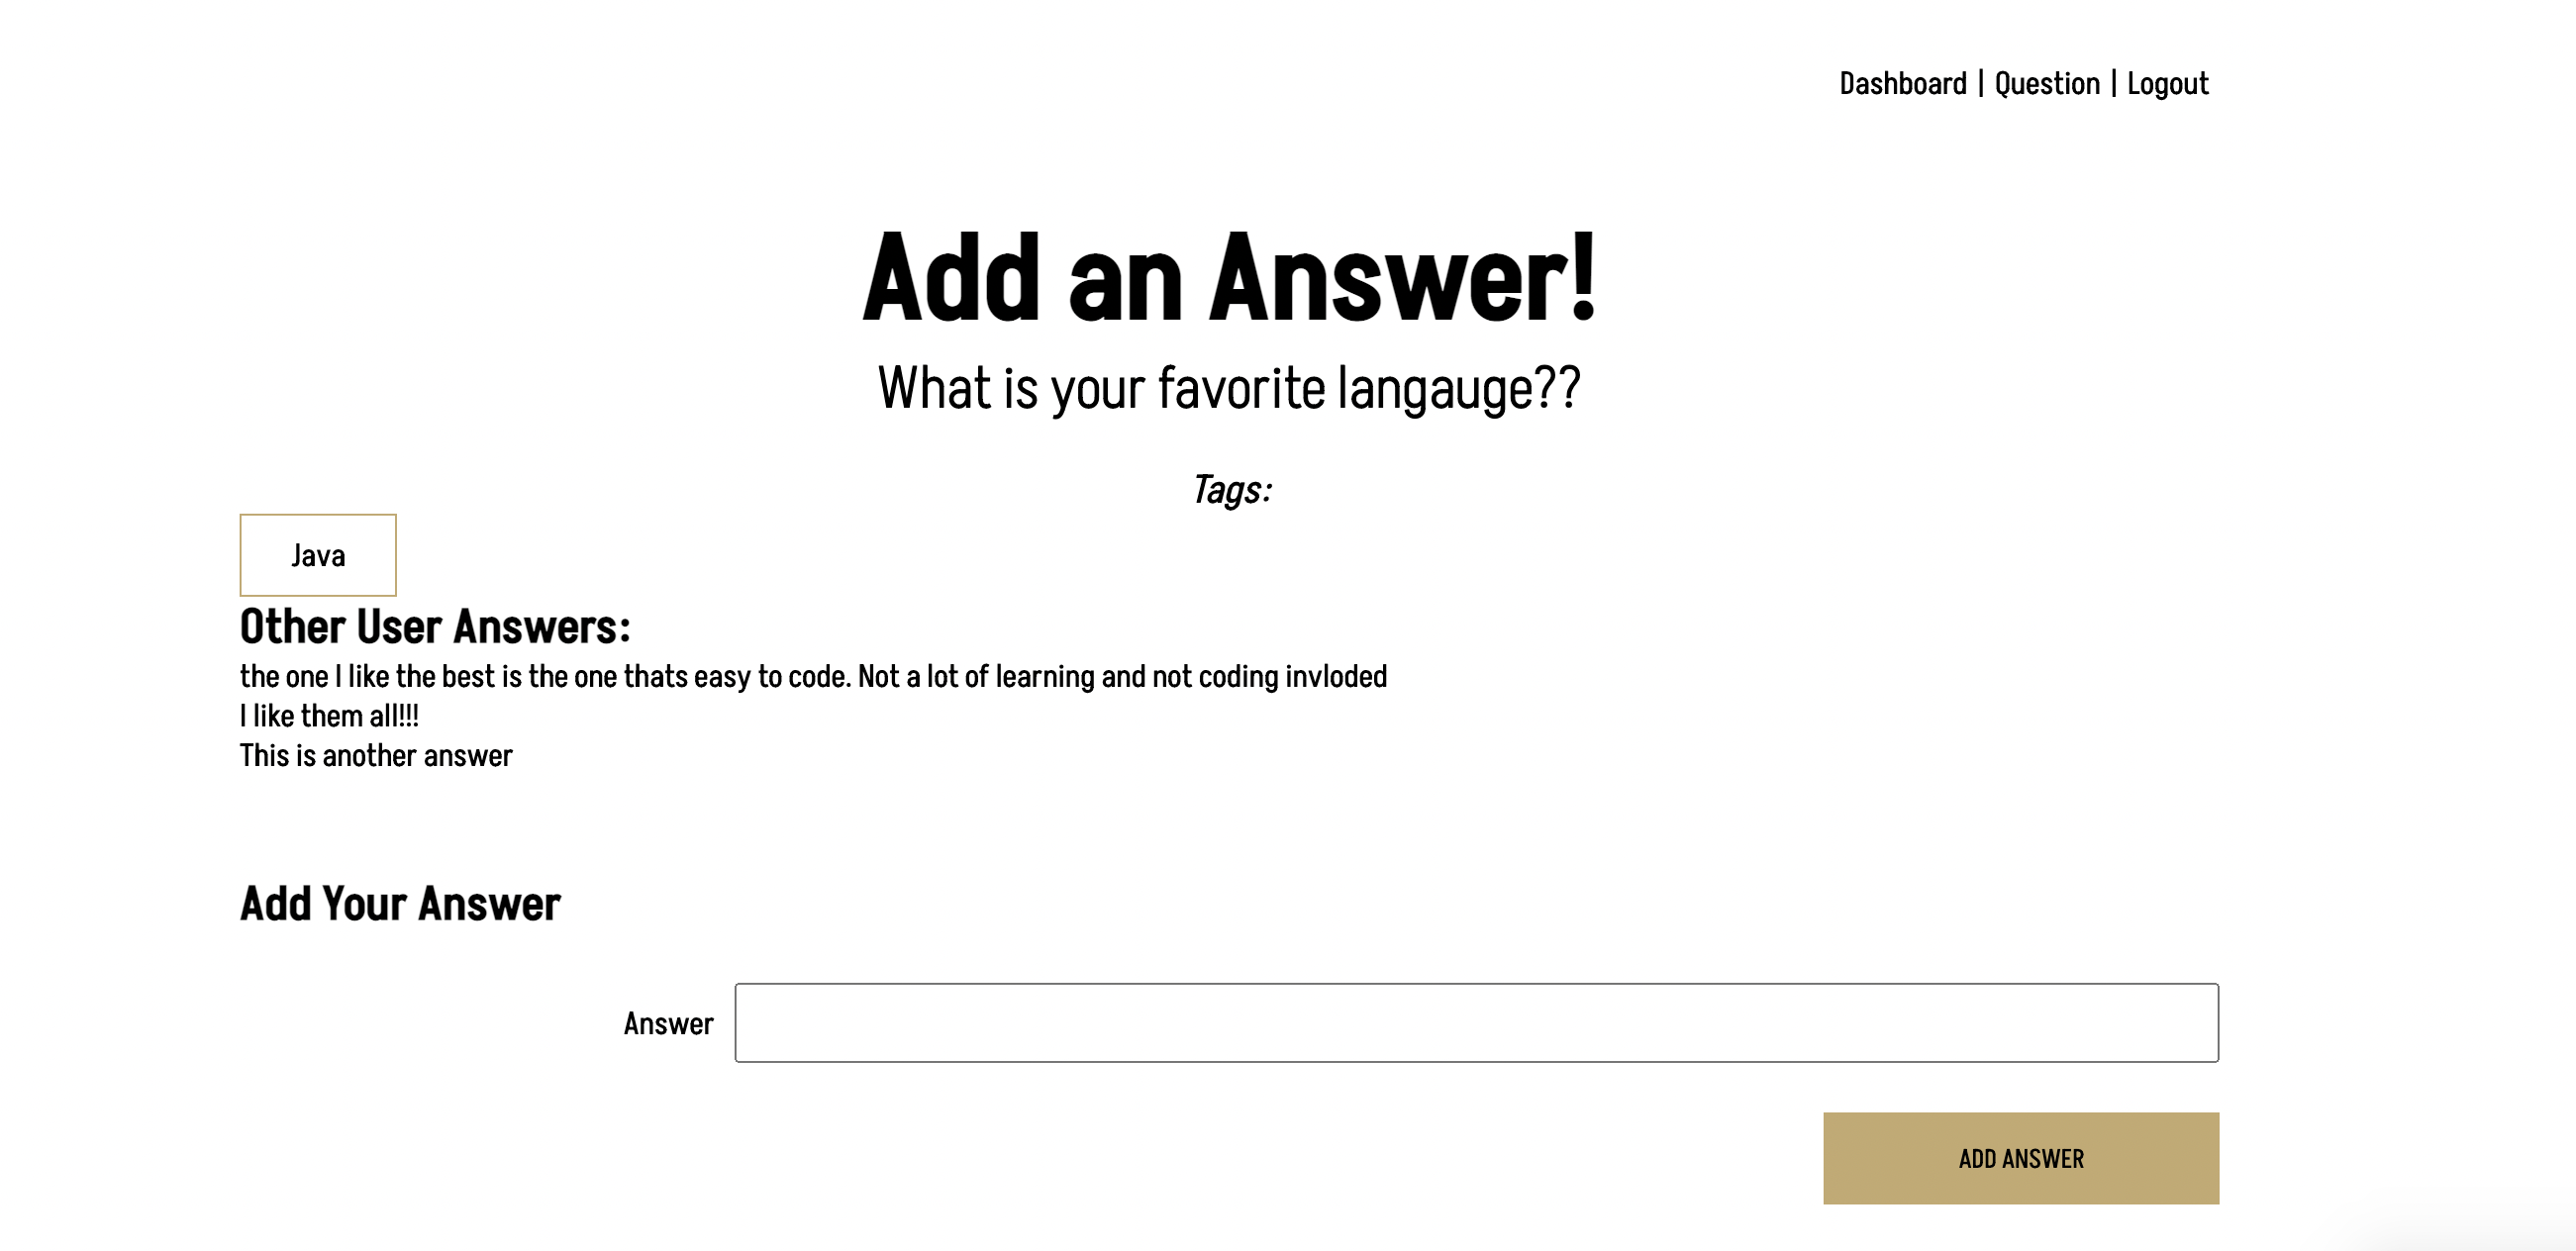 Dashboard | Question | Logout
Add an Answer!
What is your favorite langauge??
Tags:
Java
Other User Answers:
the one I like the best is the one thats easy to code. Not a lot of learning and not coding invloded
I like them all!!!
This is another answer
Add Your Answer
Answer
ADD ANSWER